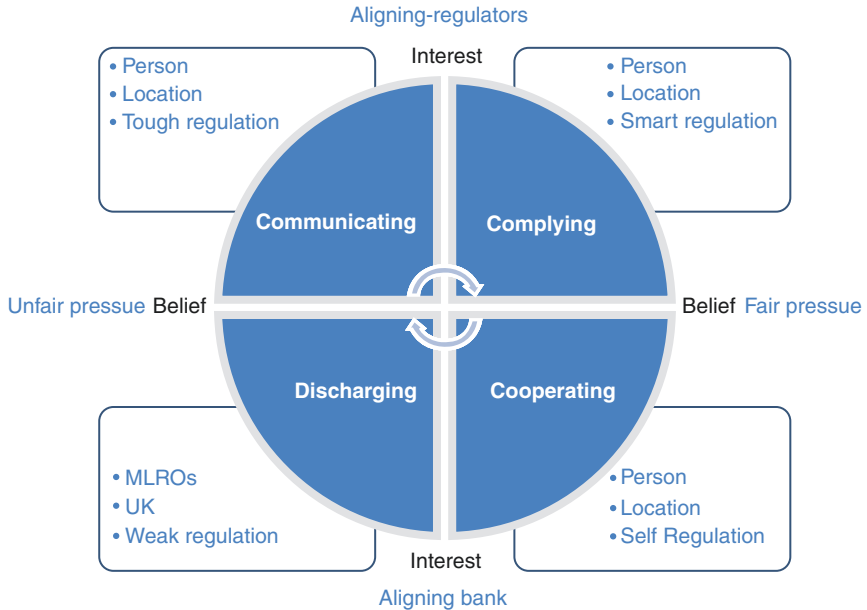 Aligning-regulators
Interest
• Person
• Location
• Tough regulation
• Person
• Location
• Smart regulation
Communicating
Complying
Unfair pressue Belief
Belief Fair pressue
Discharging
Cooperating
• MLROs
• UK
• Weak regulation
• Person
• Location
• Self Regulation
Interest
Aligning bank